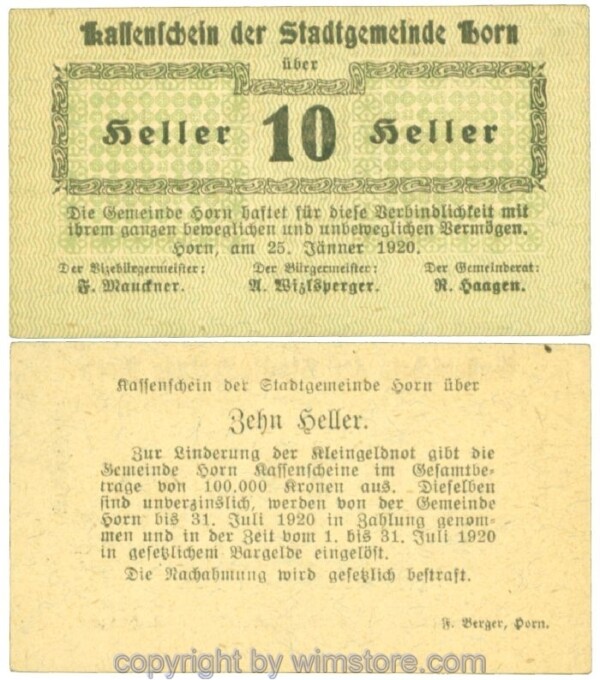 Kassenschein der Stadtgemeinde Horn
über
Heller 10 Heller
Die Gemeinde Horn haftet für diese Verbindlichkeit mit
ihrem ganzen beweglichen und unbeweglichen Vermögen.
Horn, am 25. Jänner 1920.
Der Vizebürgermeister: Der Bürgermeister: Der Gemeinderat:
F. Manckner. A. Wizlsperger. R. Haagen.
Kassenschein der Stadtgemeinde Horn über
Zehn Heller.
Zur Linderung der Kleingeldnot gibt die
Gemeinde Horn Kassenscheine im Gesamtbe-
trage von 100,000 Kronen aus. Dieselben
sind unverzinslich, werden von der Gemeinde
Horn bis 31. Juli 1920 in Zahlung genom-
men und in der Zeit vom 1. bis 31. Juli 1920
in gesetzlichem Bargelde eingelöst.
Die Nachahmung wird gesetzlich bestraft.
F. Berger, Horn.
copyright by wimstore.com